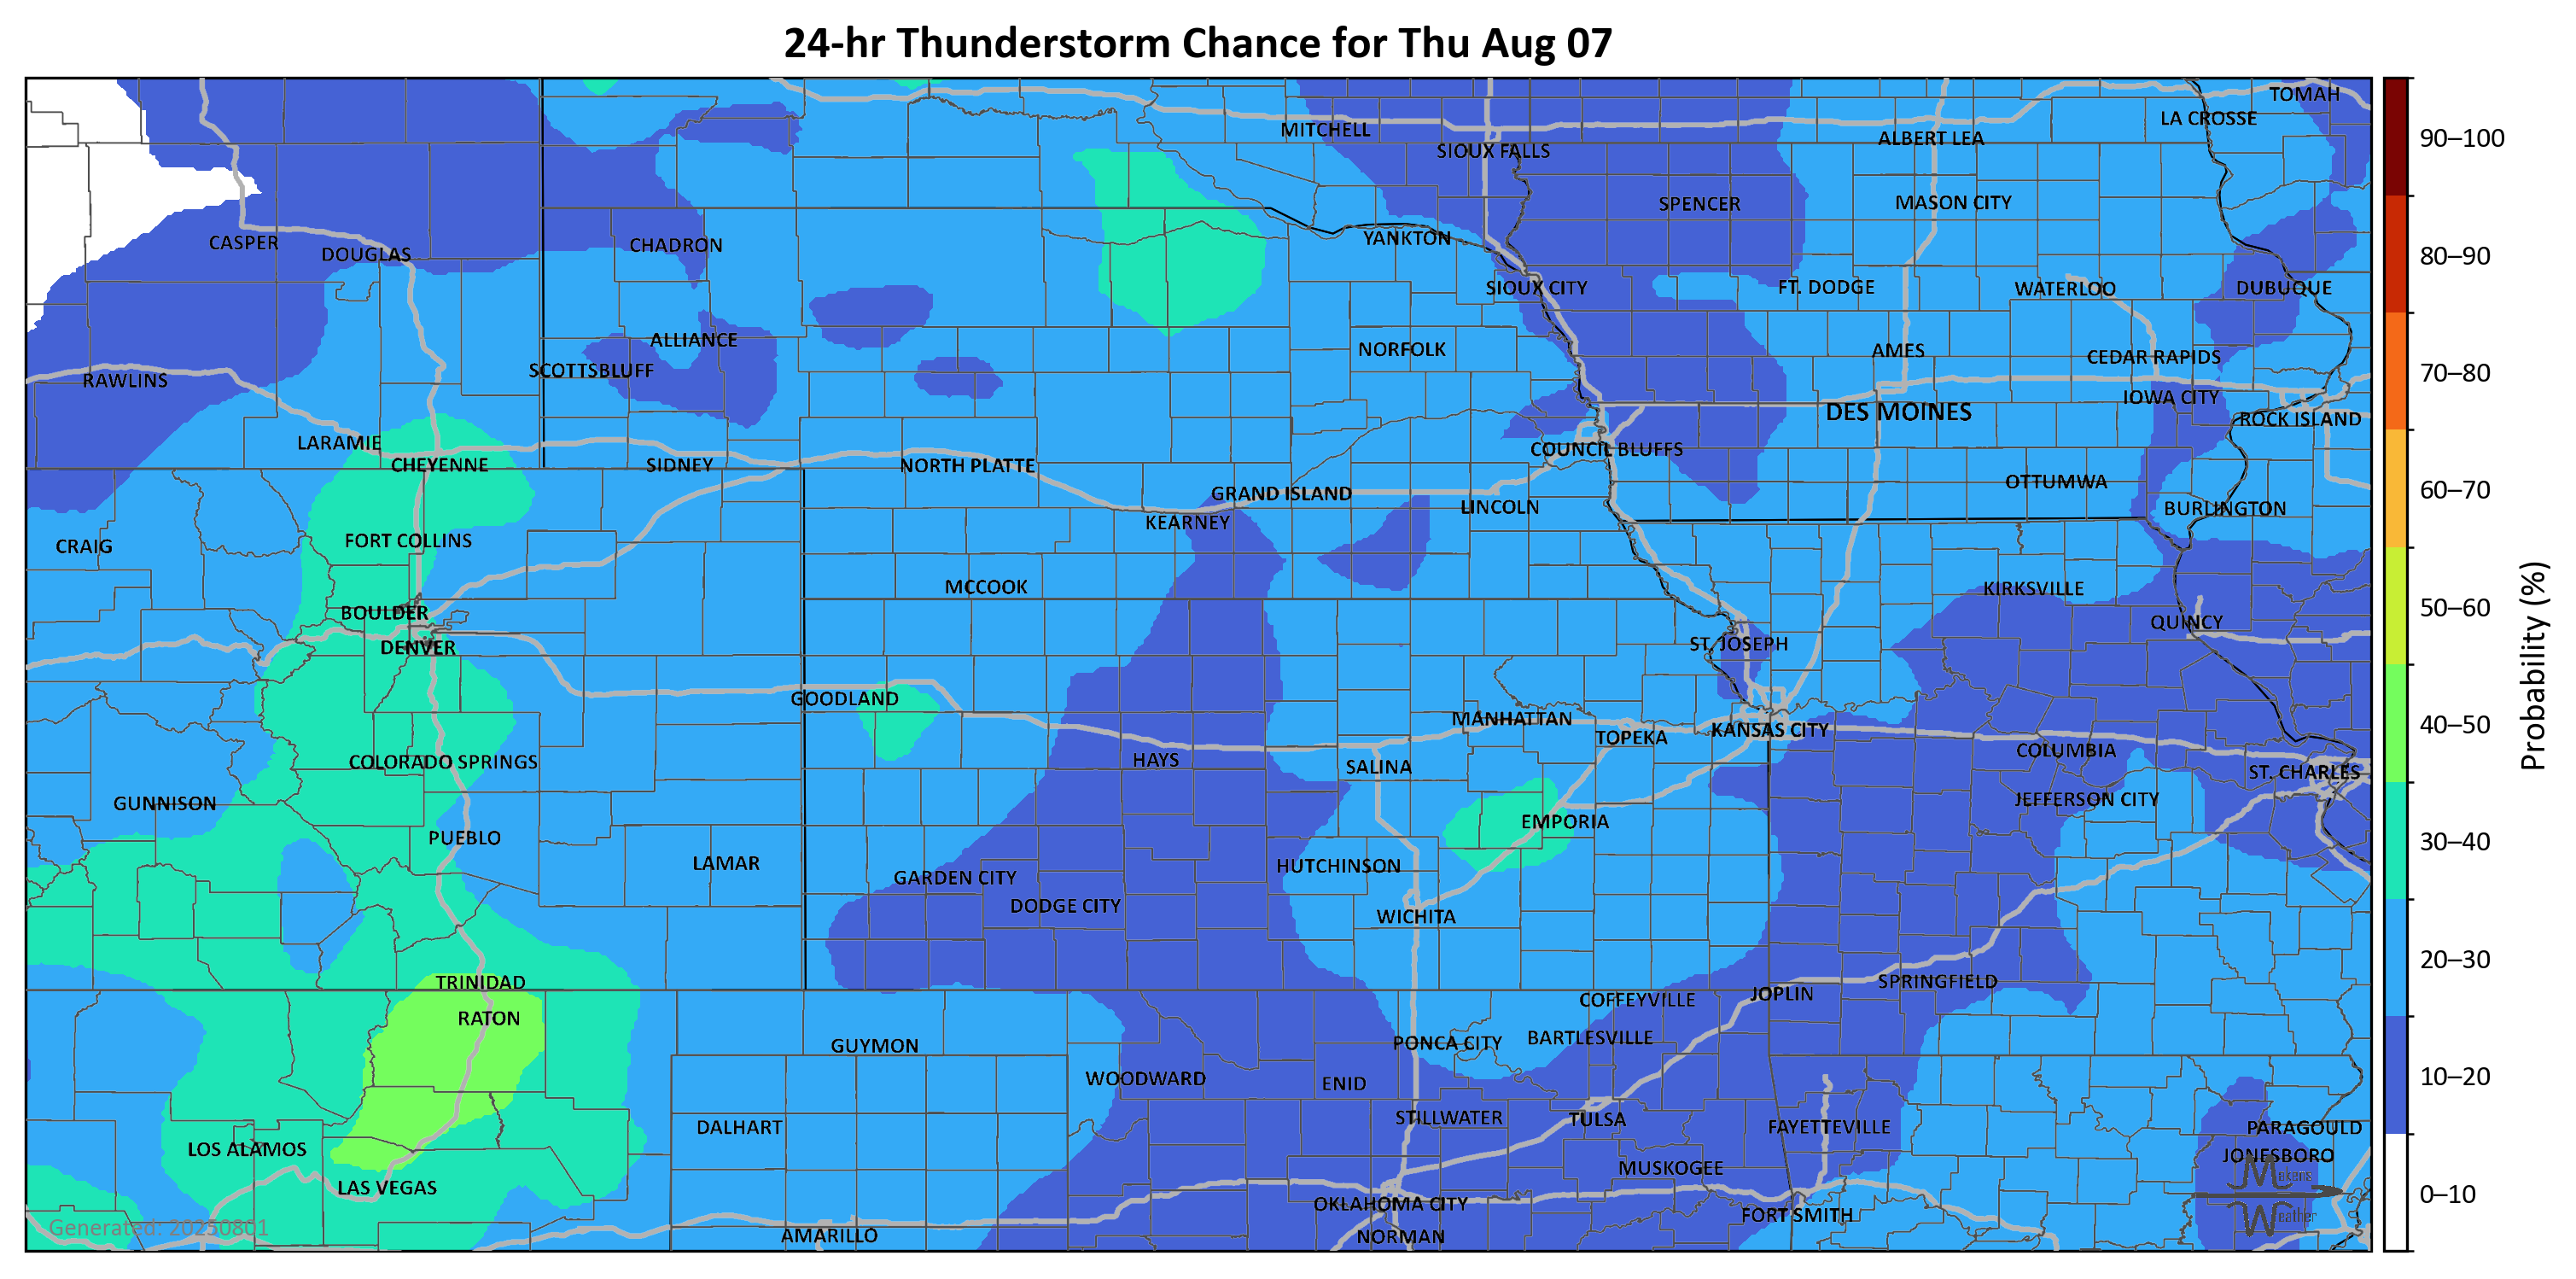 24-hr Thunderstorm Chance for Thu Aug 07
TOMAH
LA CROSSE
MITCHELL
ALBERT LEA
SIOUX FALLS
SPENCER
MASON CITY
CASPER
DOUGLAS
CHADRON
YANKTON
SIOUX CITY
FT. DODGE
WATERLOO
DUBUQUE
ALLIANCE
NORFOLK
AMES
CEDAR RAPIDS
RAWLINS
SCOTTSBLUFF
IOWA CITY
DES MOINES
ROCK ISLAND
LARAMIE
COUNCIL BLUFFS
CHEYENNE
SIDNEY
NORTH PLATTE
OTTUMWA
GRAND ISLAND
LINCOLN
BURLINGTON
KEARNEY
FORT COLLINS
CRAIG
MCCOOK
KIRKSVILLE
BOULDER
QUINCY
DENVER
ST. JOSEPH
GOODLAND
MANHATTAN
TOPEKA
KANSAS CITY
COLUMBIA
COLORADO SPRINGS
HAYS
SALINA
ST. CHARLES
GUNNISON
JEFFERSON CITY
EMPORIA
PUEBLO
LAMAR
HUTCHINSON
GARDEN CITY
DODGE CITY
WICHITA
TRINIDAD
SPRINGFIELD
JOPLIN
COFFEYVILLE
RATON
GUYMON
PONCA CITY
BARTLESVILLE
WOODWARD
ENID
STILLWATER
TULSA
DALHART
FAYETTEVILLE
PARAGOULD
LOS ALAMOS
JONESBORO
MUSKOGEE
LAS VEGAS
OKLAHOMA CITY
FORT SMITH
AMARILLO
NORMAN
Generated: 20250801
Makens
Weather
90–100
80–90
70–80
60–70
50–60
40–50
30–40
20–30
10–20
0–10
Probability (%)